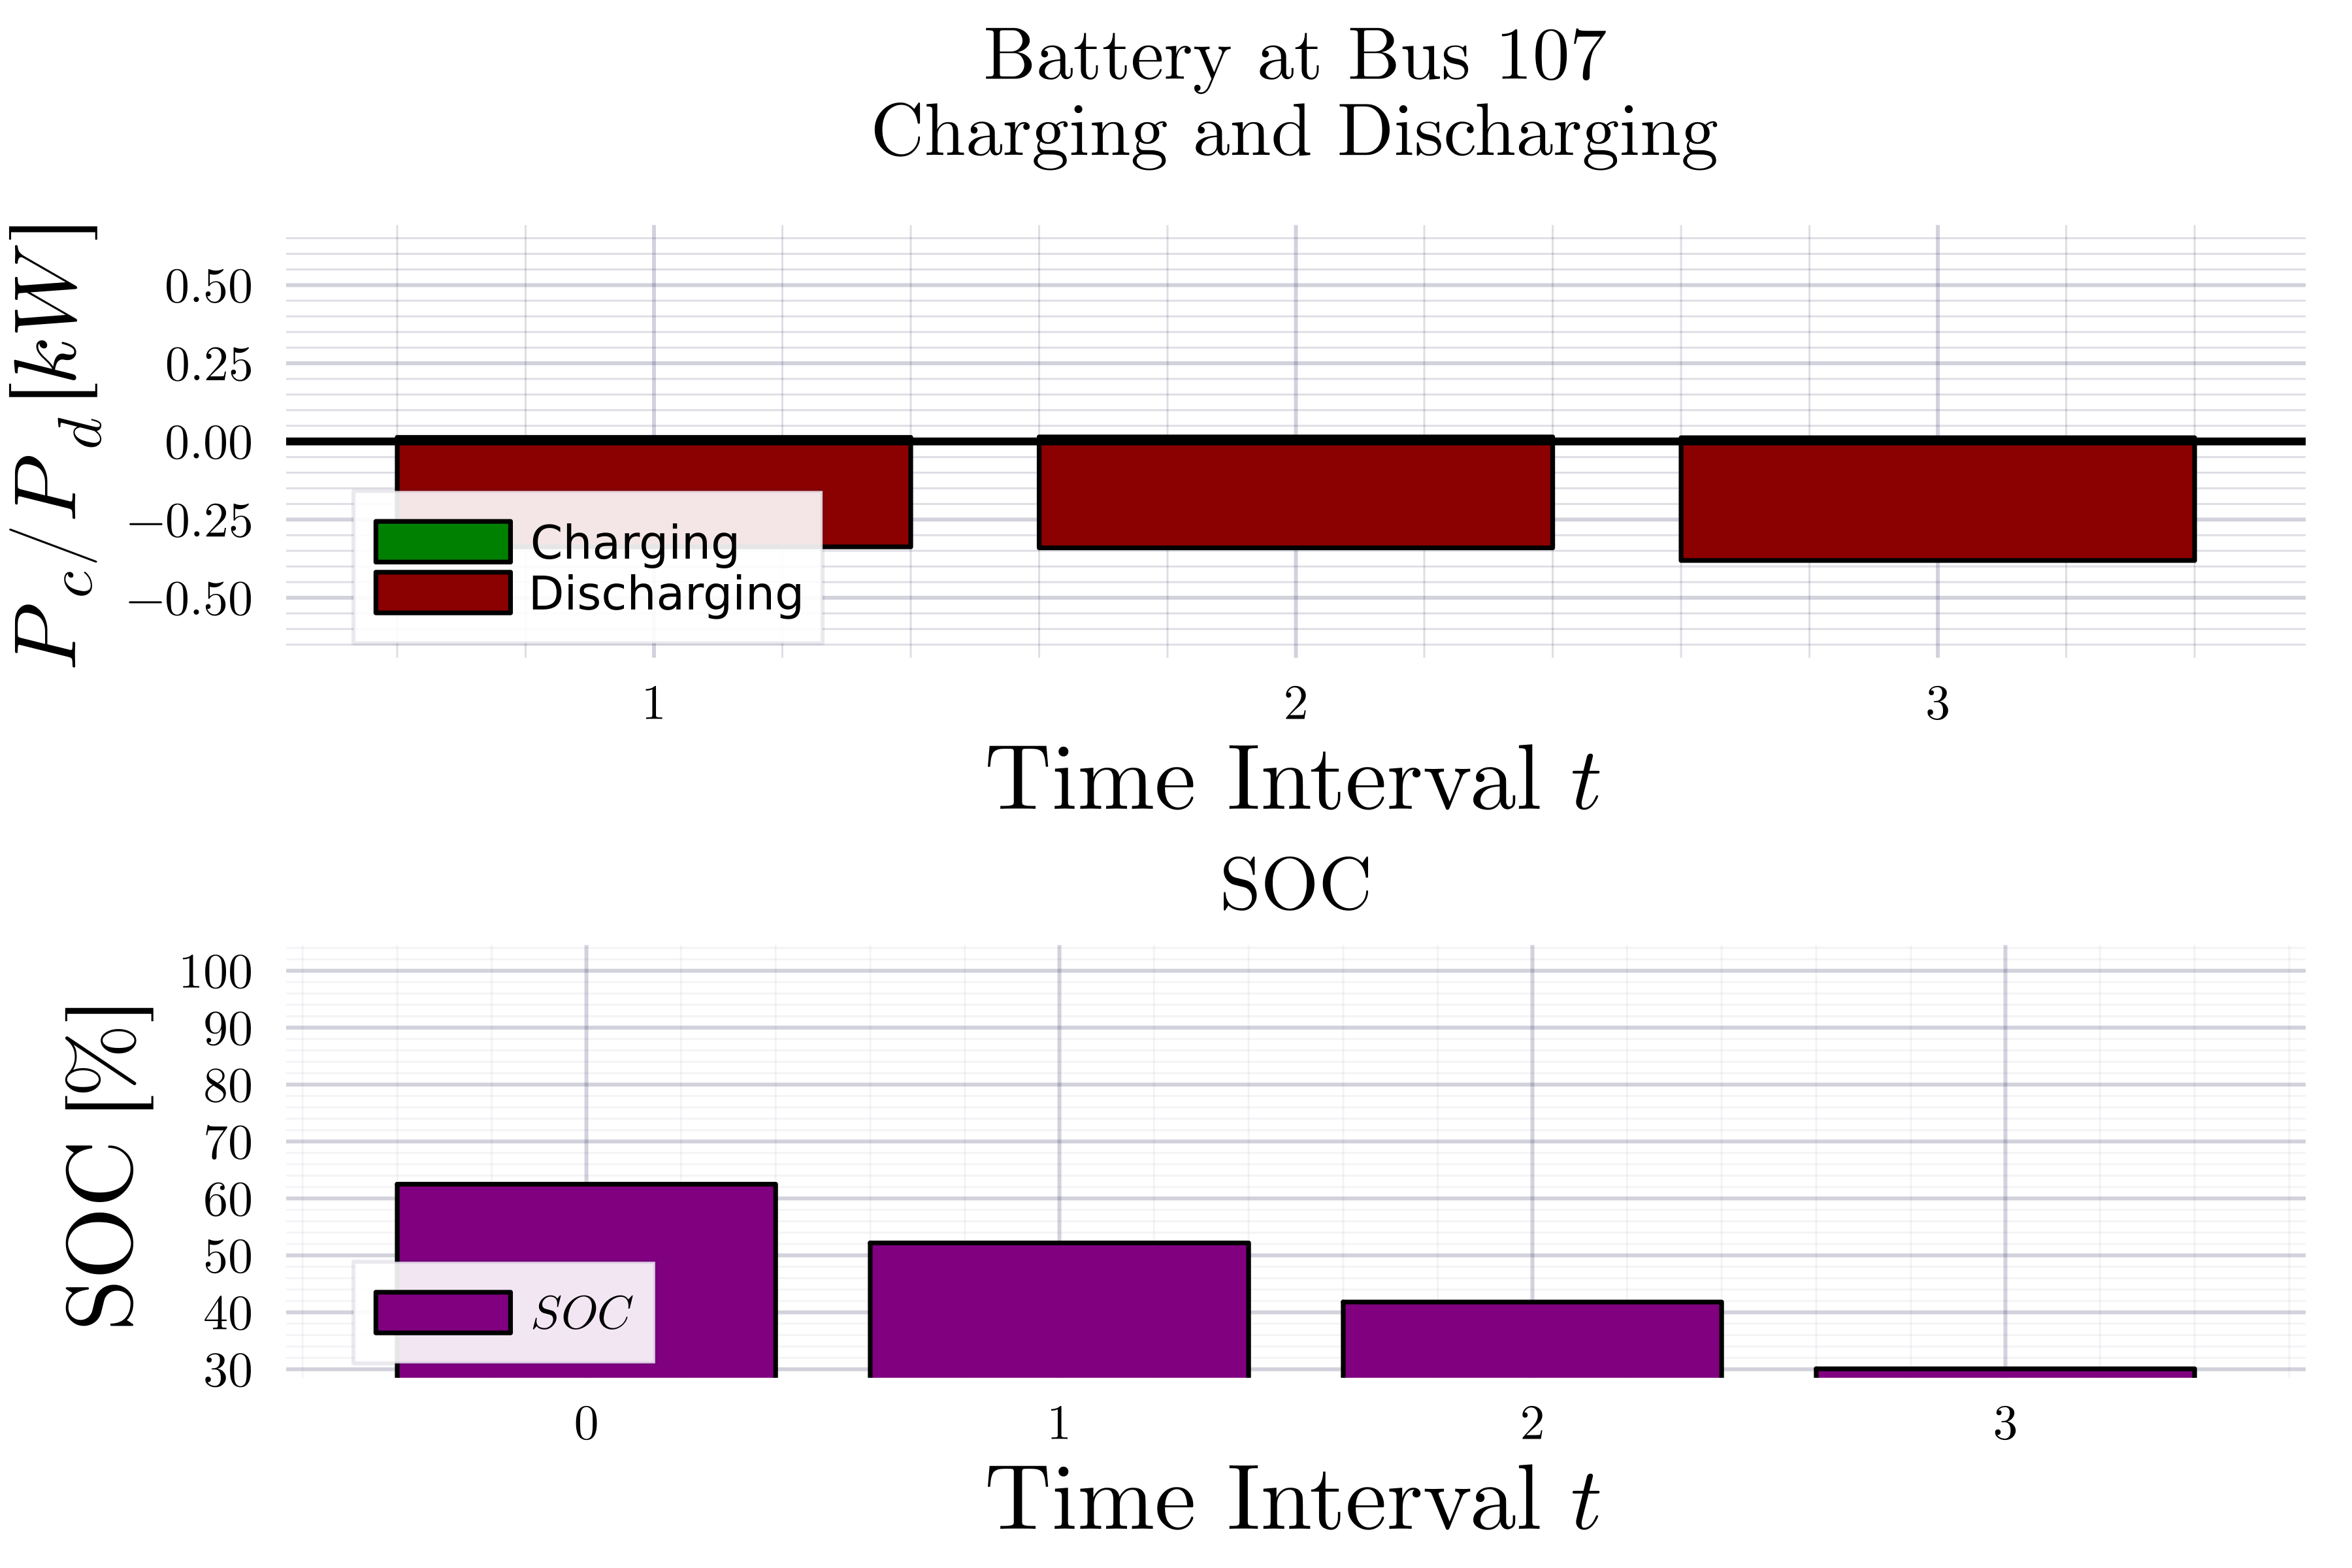 Battery at Bus 107
Charging and Discharging
P_c/P_d [kW]
0.50
0.25
0.00
−0.25
−0.50
Charging
Discharging
1 2 3
Time Interval t
SOC
SOC [%]
100
90
80
70
60
50
40
30
SOC
0 1 2 3
Time Interval t